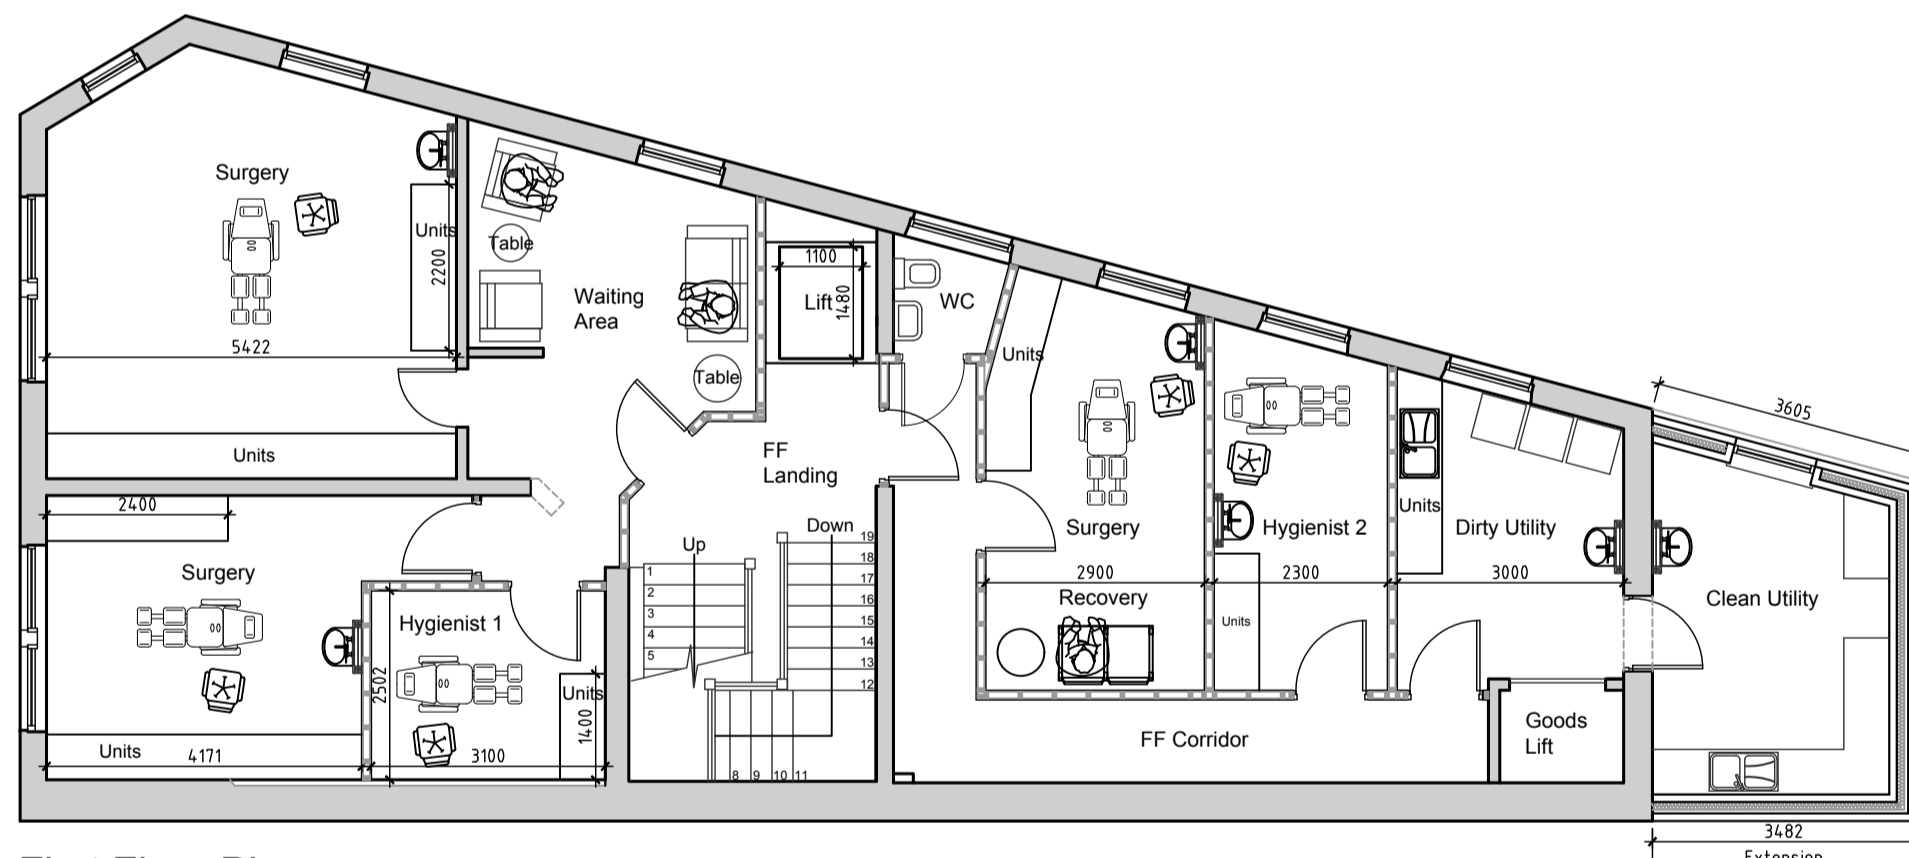 Surgery
Units
2200
5422
Units
Table
Waiting
Area
Table
1100
Lift
1480
WC
Units
FF
Landing
Up
Down
1
2
3
4
5
19
18
17
16
15
14
13
12
8
9
10
11
2400
Surgery
Units
4171
Hygienist 1
2502
Units
1400
3100
Surgery
2900
Recovery
Hygienist 2
2300
Units
Units
Dirty Utility
3000
FF Corridor
Goods
Lift
3605
Clean Utility
3482
Extension